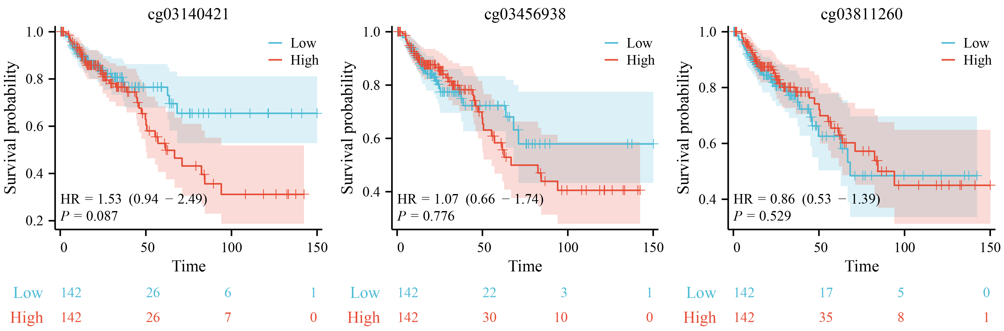 cg03140421
Survival probability
1.0
0.8
0.6
0.4
0.2
Low
High
HR = 1.53 (0.94 − 2.49)
P = 0.087
0 50 100 150
Time
Low 142 26 6 1
High 142 26 7 0
cg03456938
Survival probability
1.0
0.8
0.6
0.4
Low
High
HR = 1.07 (0.66 − 1.74)
P = 0.776
0 50 100 150
Time
Low 142 22 3 1
High 142 30 10 0
cg03811260
Survival probability
1.0
0.8
0.6
0.4
Low
High
HR = 0.86 (0.53 − 1.39)
P = 0.529
0 50 100 150
Time
Low 142 17 5 0
High 142 35 8 1